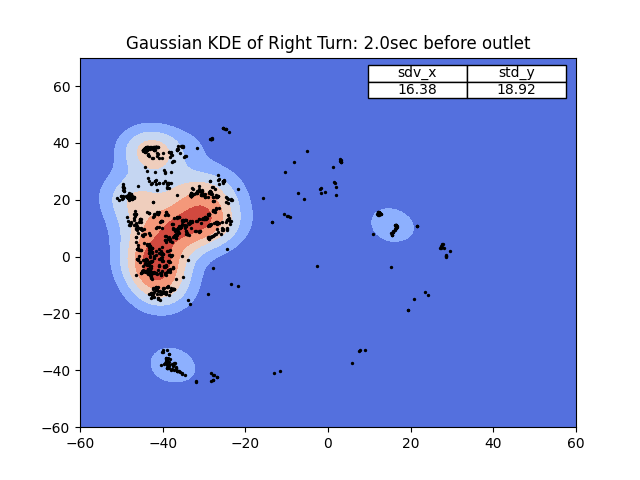 Gaussian KDE of Right Turn: 2.0sec before outlet
sdv_x std_y
16.38 18.92
60
40
20
0
−20
−40
−60
−60 −40 −20 0 20 40 60